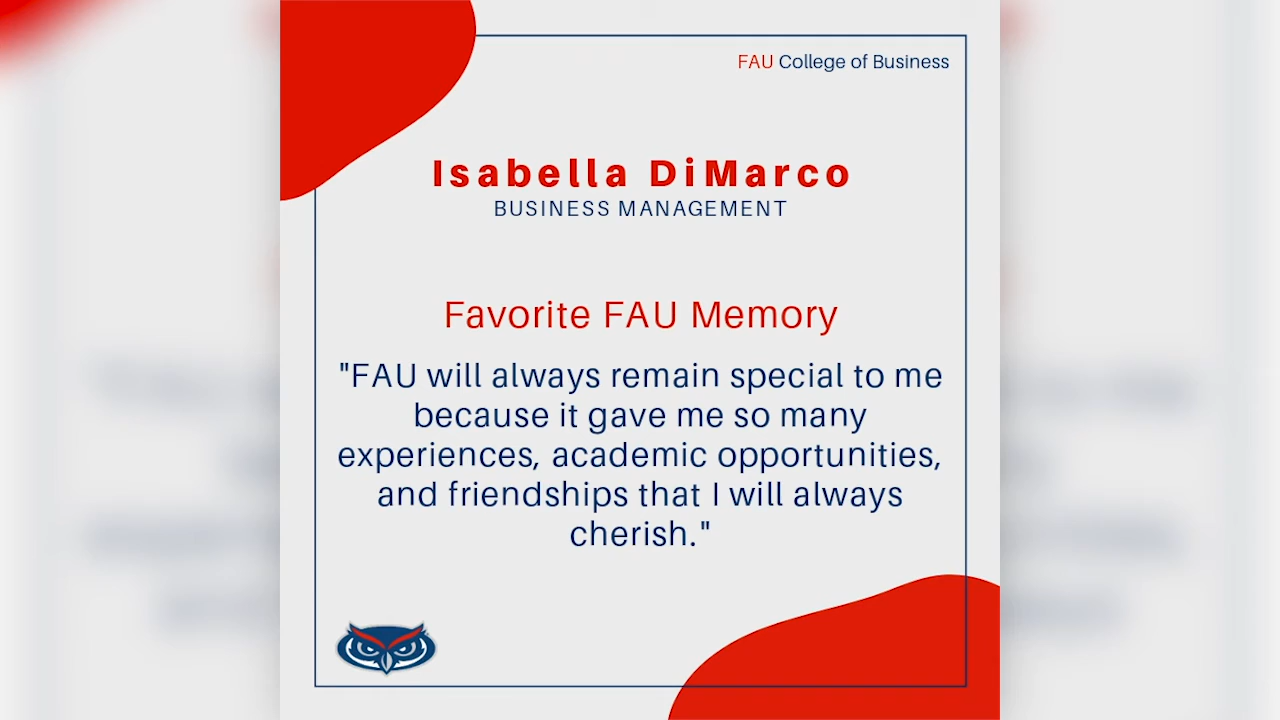 FAU College of Business
Isabella DiMarco
BUSINESS MANAGEMENT
Favorite FAU Memory
"FAU will always remain special to me
because it gave me so many
experiences, academic opportunities,
and friendships that I will always
cherish."